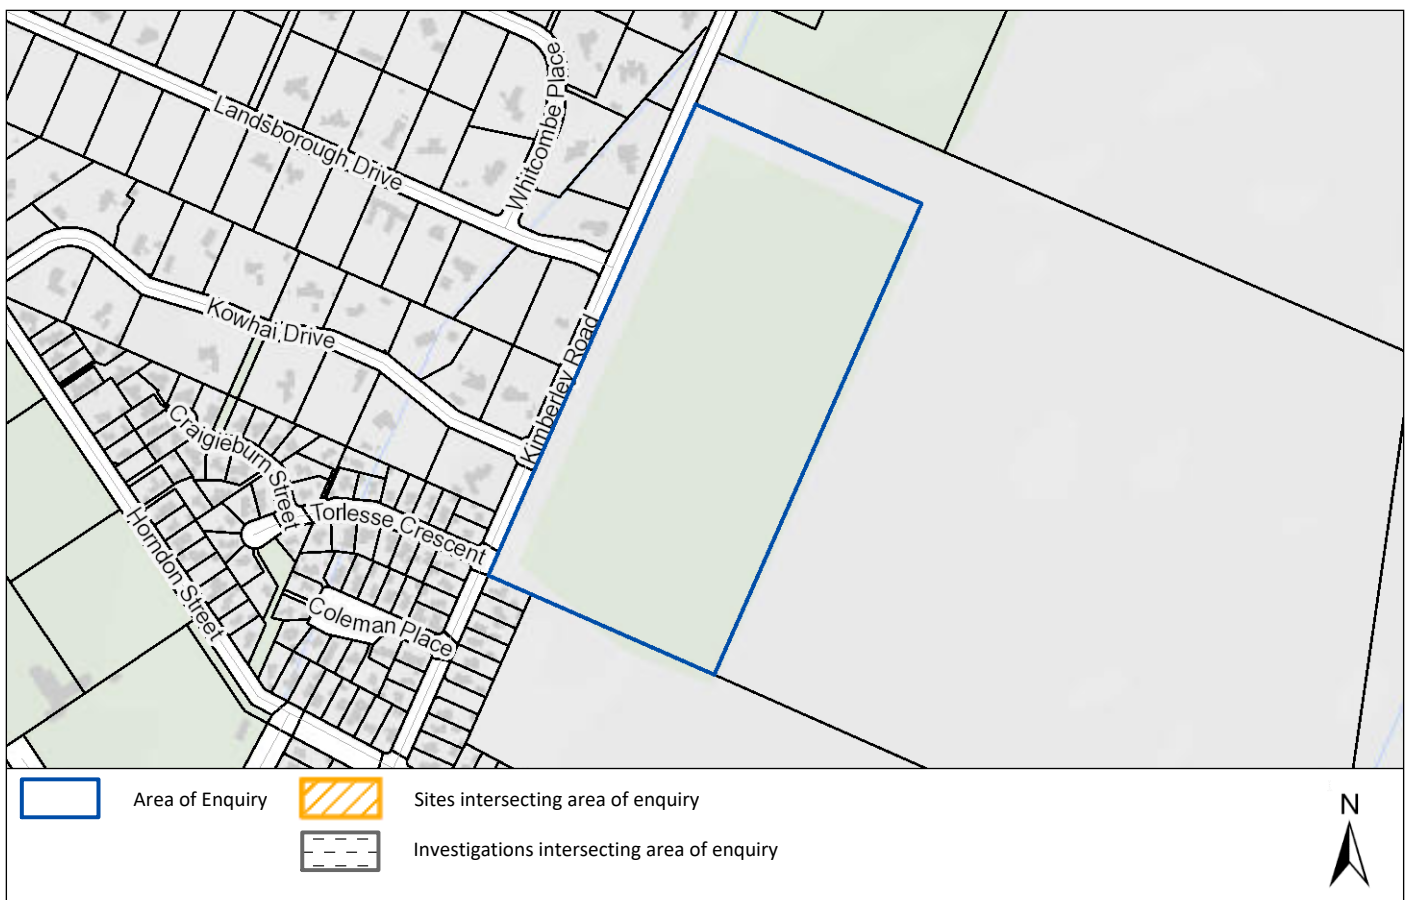 Whitcombe Place
Landsborough Drive
Kowhai Drive
Kimberley Road
Craigieburn Street
Torlesse Crescent
Horndon Street
Coleman Place
Area of Enquiry
Sites intersecting area of enquiry
N
Investigations intersecting area of enquiry